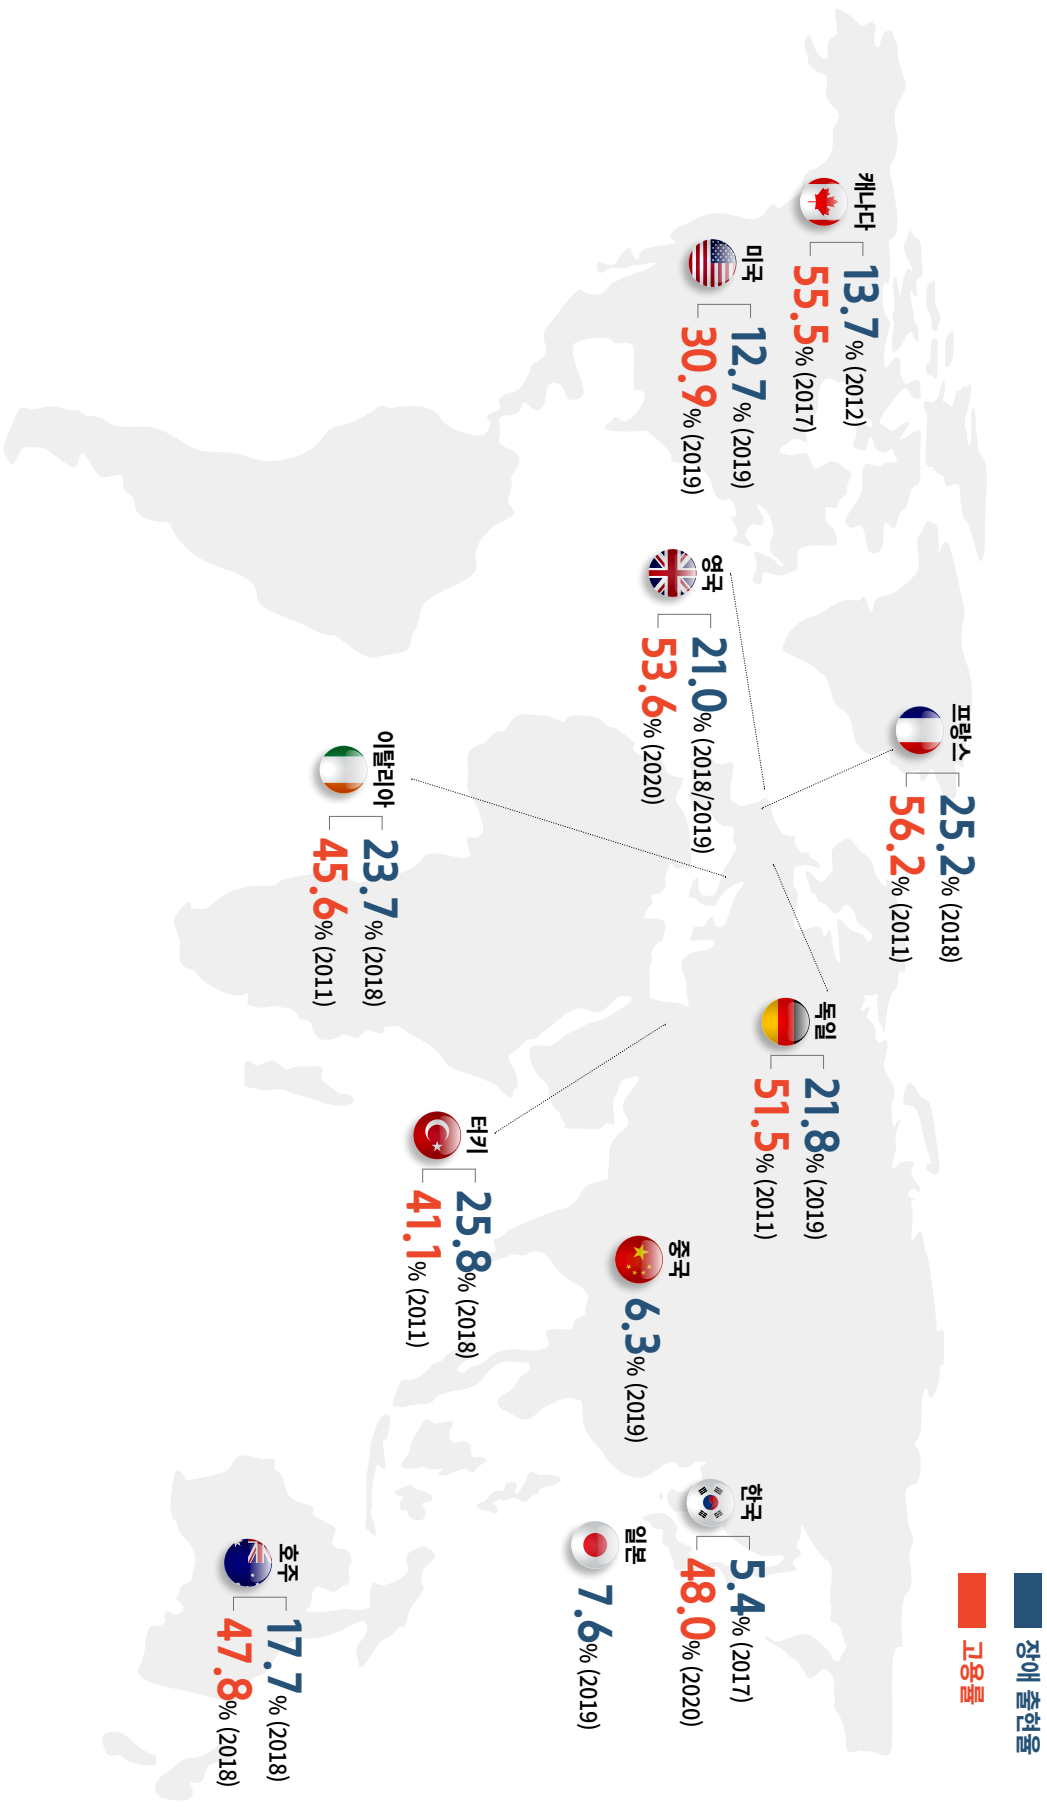 장애 출현율
고용률
캐나다
13.7% (2012)
55.5% (2017)
미국
12.7% (2019)
30.9% (2019)
영국
21.0% (2018/2019)
53.6% (2020)
프랑스
25.2% (2018)
56.2% (2011)
이탈리아
23.7% (2018)
45.6% (2011)
독일
21.8% (2019)
51.5% (2011)
터키
25.8% (2018)
41.1% (2011)
중국
6.3% (2019)
한국
5.4% (2017)
48.0% (2020)
일본
7.6% (2019)
호주
17.7% (2018)
47.8% (2018)